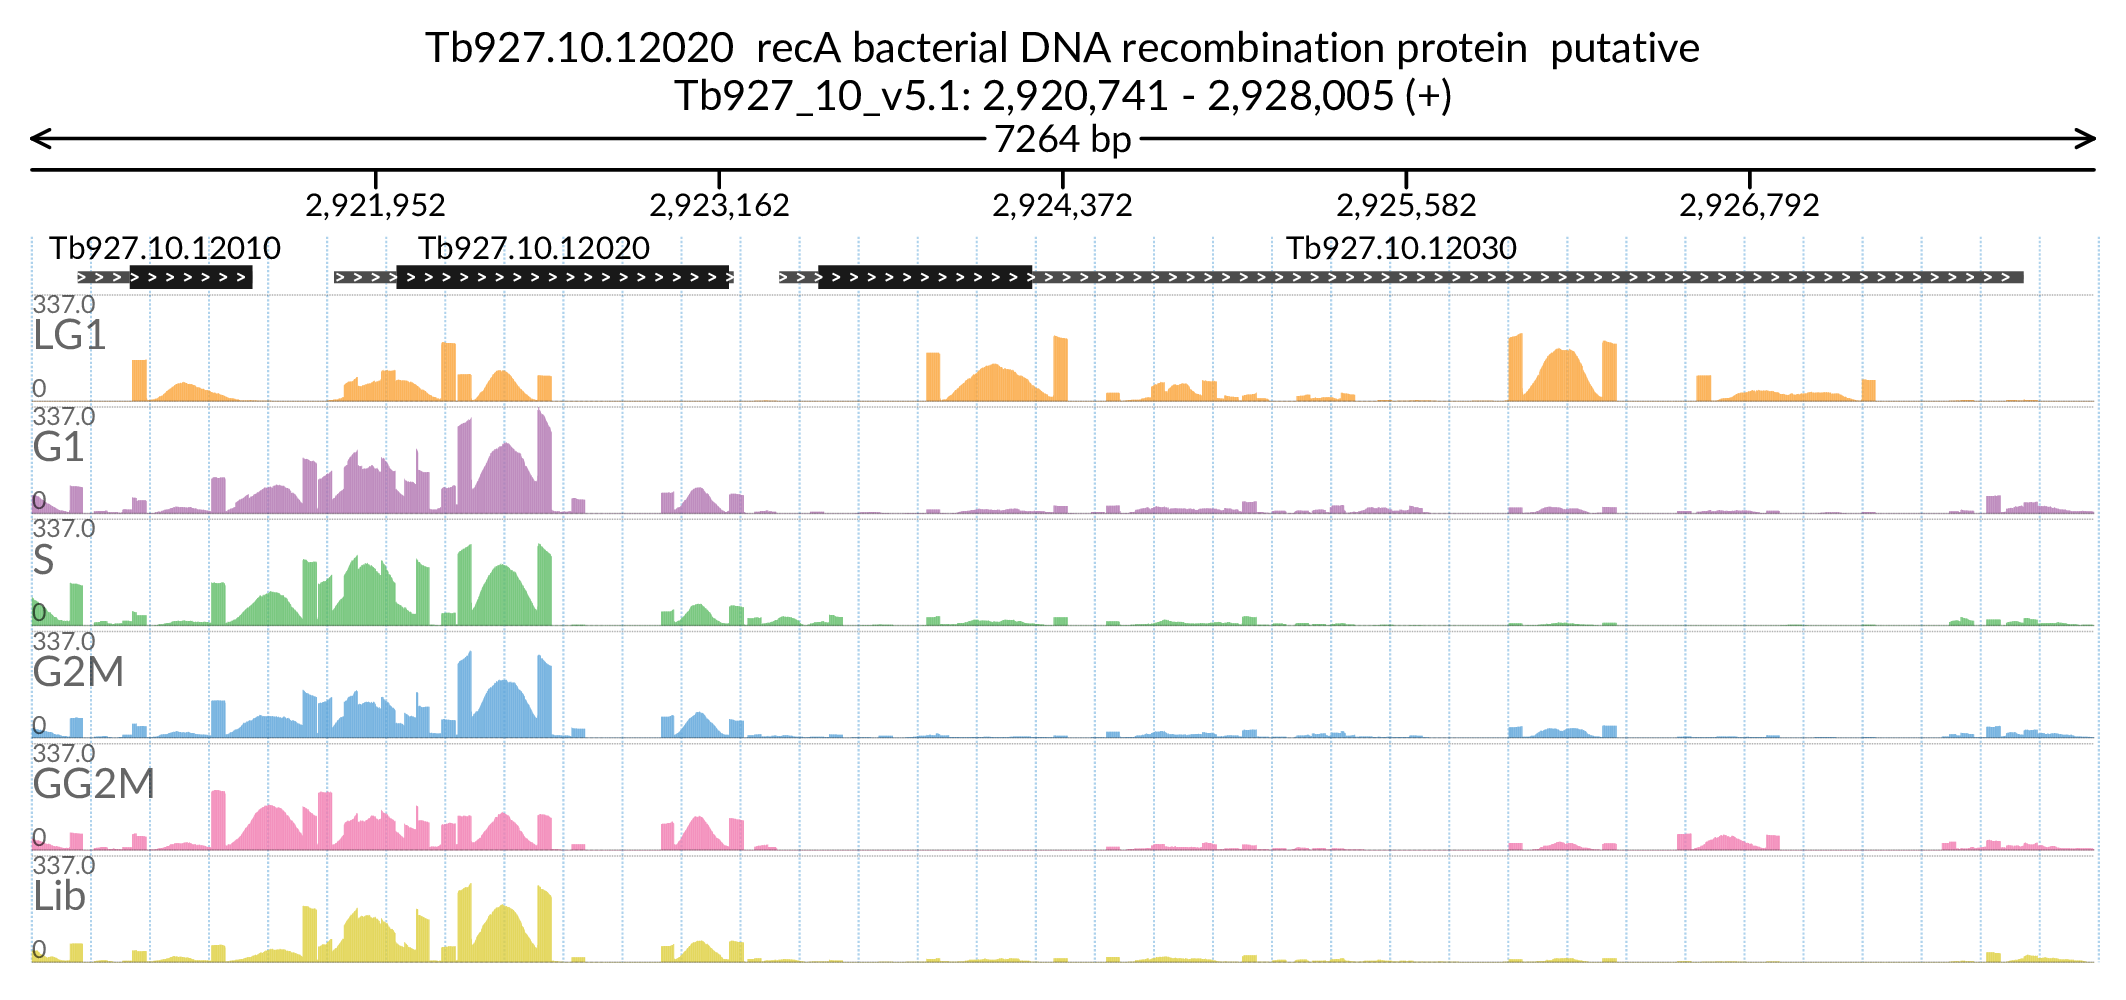 Tb927.10.12020  recA bacterial DNA recombination protein  putative
Tb927_10_v5.1: 2,920,741 - 2,928,005 (+)
7264 bp
2,921,952 2,923,162 2,924,372 2,925,582 2,926,792
Tb927.10.12010 Tb927.10.12020 Tb927.10.12030
337.0
LG1
0
337.0
G1
0
337.0
S
0
337.0
G2M
0
337.0
GG2M
0
337.0
Lib
0